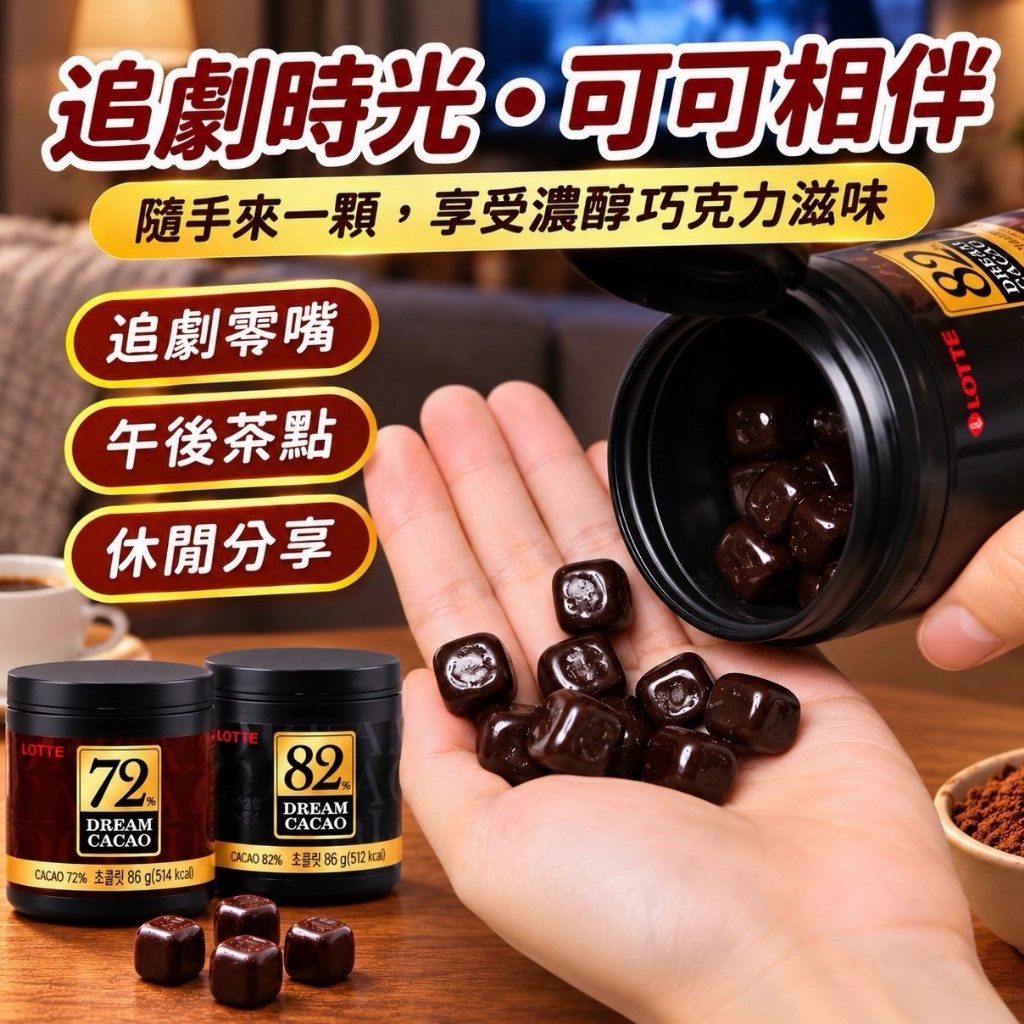 追劇時光·可可相伴
隨手來一顆，享受濃醇巧克力滋味
追劇零嘴
午後茶點
休閒分享
82
DREAM
CACAO
LOTTE
LOTTE
72%
DREAM
CACAO
CACAO 72% 초콜릿 86 g(514 kcal)
LOTTE
82%
DREAM
CACAO
CACAO 82% 초콜릿 86 g(512 kcal)